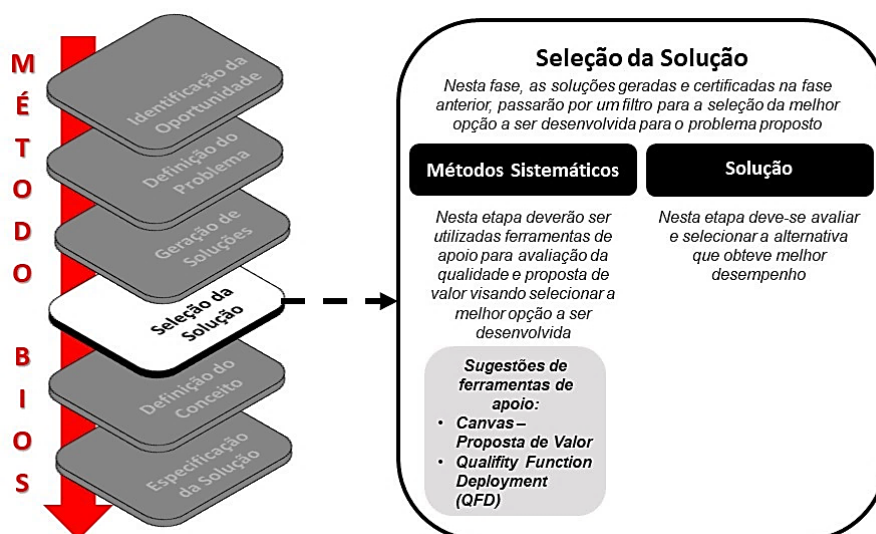 MÉTODO BIOS
Identificação da
Oportunidade
Definição do
Problema
Geração de
Soluções
Seleção da
Solução
Definição do
Conceito
Especificação
da Solução
Seleção da Solução
Nesta fase, as soluções geradas e certificadas na fase
anterior, passarão por um filtro para a seleção da melhor
opção a ser desenvolvida para o problema proposto
Métodos Sistemáticos
Nesta etapa deverão ser
utilizadas ferramentas de
apoio para avaliação da
qualidade e proposta de
valor visando selecionar a
melhor opção a ser
desenvolvida
Sugestões de
ferramentas de
apoio:
• Canvas –
Proposta de Valor
• Qualifity Function
Deployment
(QFD)
Solução
Nesta etapa deve-se avaliar
e selecionar a alternativa
que obteve melhor
desempenho